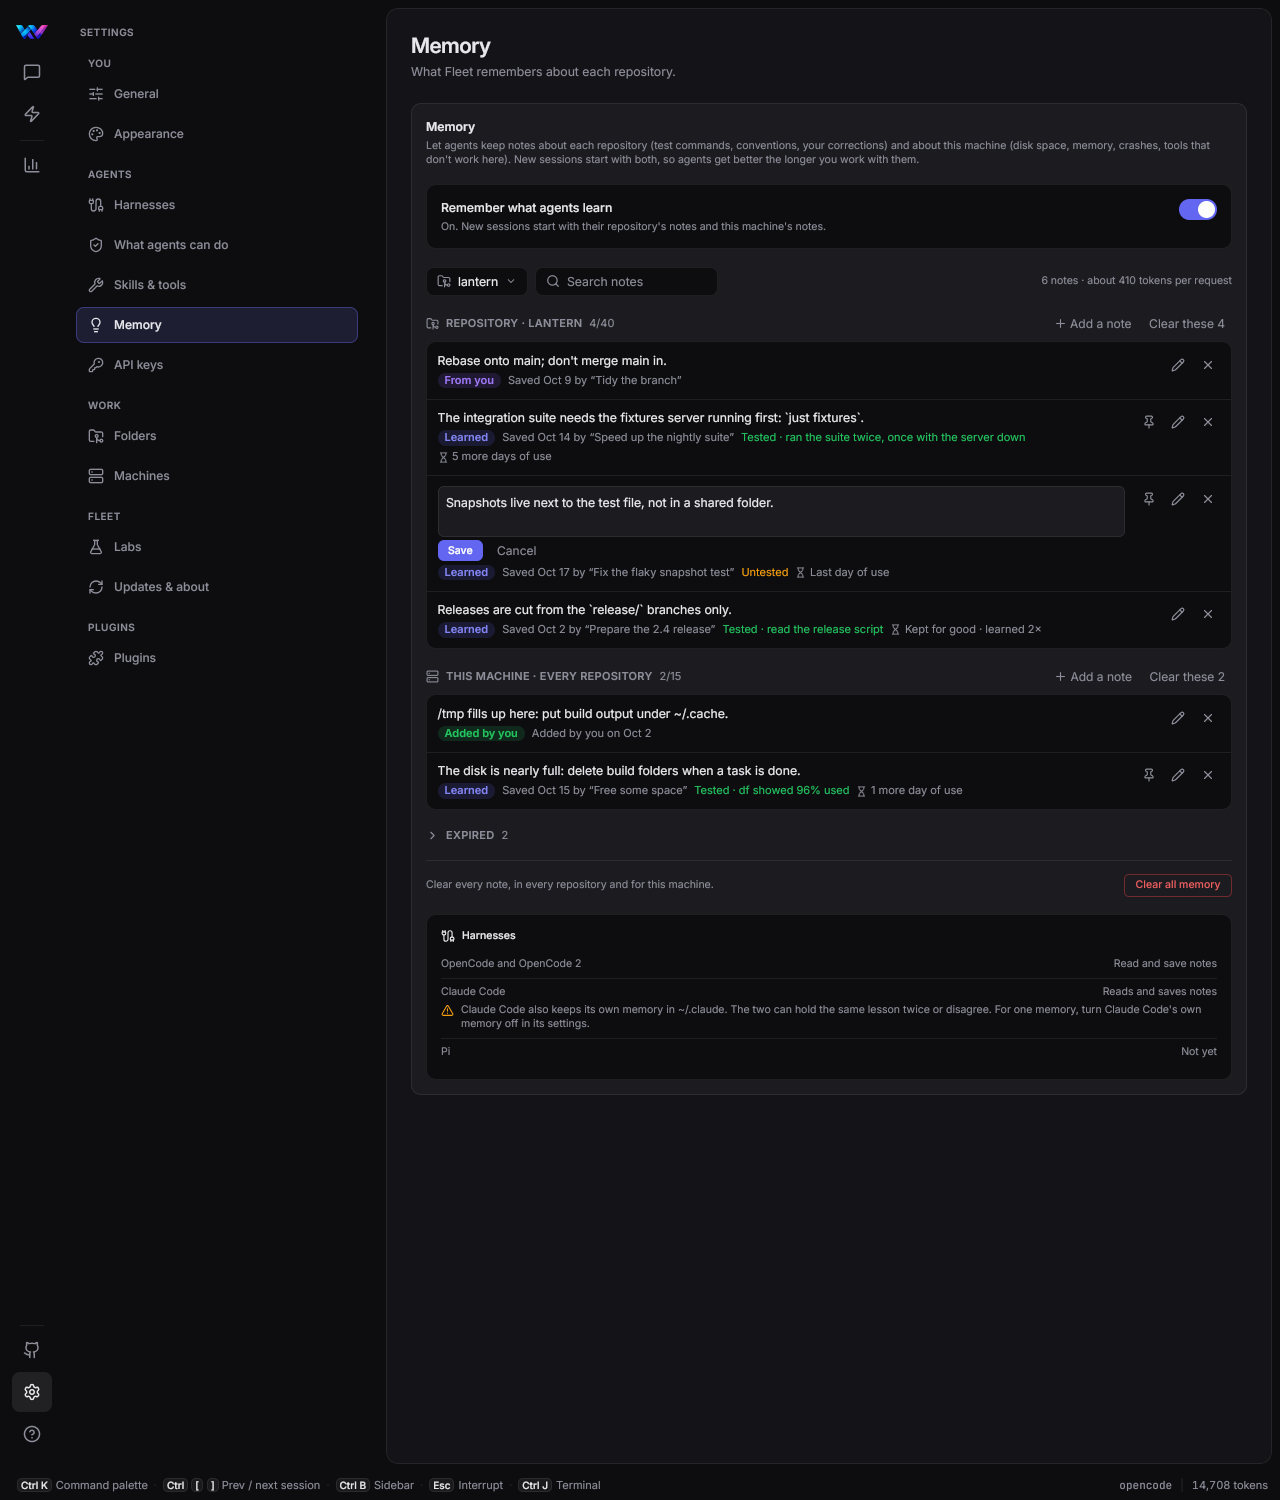 SETTINGS
YOU
General
Appearance
AGENTS
Harnesses
What agents can do
Skills & tools
Memory
API keys
WORK
Folders
Machines
FLEET
Labs
Updates & about
PLUGINS
Plugins
Memory
What Fleet remembers about each repository.
Memory
Let agents keep notes about each repository (test commands, conventions, your corrections) and about this machine (disk space, memory, crashes, tools that
don't work here). New sessions start with both, so agents get better the longer you work with them.
Remember what agents learn
On. New sessions start with their repository's notes and this machine's notes.
lantern Search notes 6 notes · about 410 tokens per request
REPOSITORY · LANTERN 4/40 Add a note Clear these 4
Rebase onto main; don't merge main in.
From you Saved Oct 9 by “Tidy the branch”
The integration suite needs the fixtures server running first: `just fixtures`.
Learned Saved Oct 14 by “Speed up the nightly suite” Tested · ran the suite twice, once with the server down
5 more days of use
Snapshots live next to the test file, not in a shared folder.
Save Cancel
Learned Saved Oct 17 by “Fix the flaky snapshot test” Untested Last day of use
Releases are cut from the `release/` branches only.
Learned Saved Oct 2 by “Prepare the 2.4 release” Tested · read the release script Kept for good · learned 2×
THIS MACHINE · EVERY REPOSITORY 2/15 Add a note Clear these 2
/tmp fills up here: put build output under ~/.cache.
Added by you Added by you on Oct 2
The disk is nearly full: delete build folders when a task is done.
Learned Saved Oct 15 by “Free some space” Tested · df showed 96% used 1 more day of use
EXPIRED 2
Clear every note, in every repository and for this machine. Clear all memory
Harnesses
OpenCode and OpenCode 2 Read and save notes
Claude Code Reads and saves notes
Claude Code also keeps its own memory in ~/.claude. The two can hold the same lesson twice or disagree. For one memory, turn Claude Code's own
memory off in its settings.
Pi Not yet
Ctrl K Command palette · Ctrl [ ] Prev / next session · Ctrl B Sidebar · Esc Interrupt · Ctrl J Terminal opencode 14,708 tokens